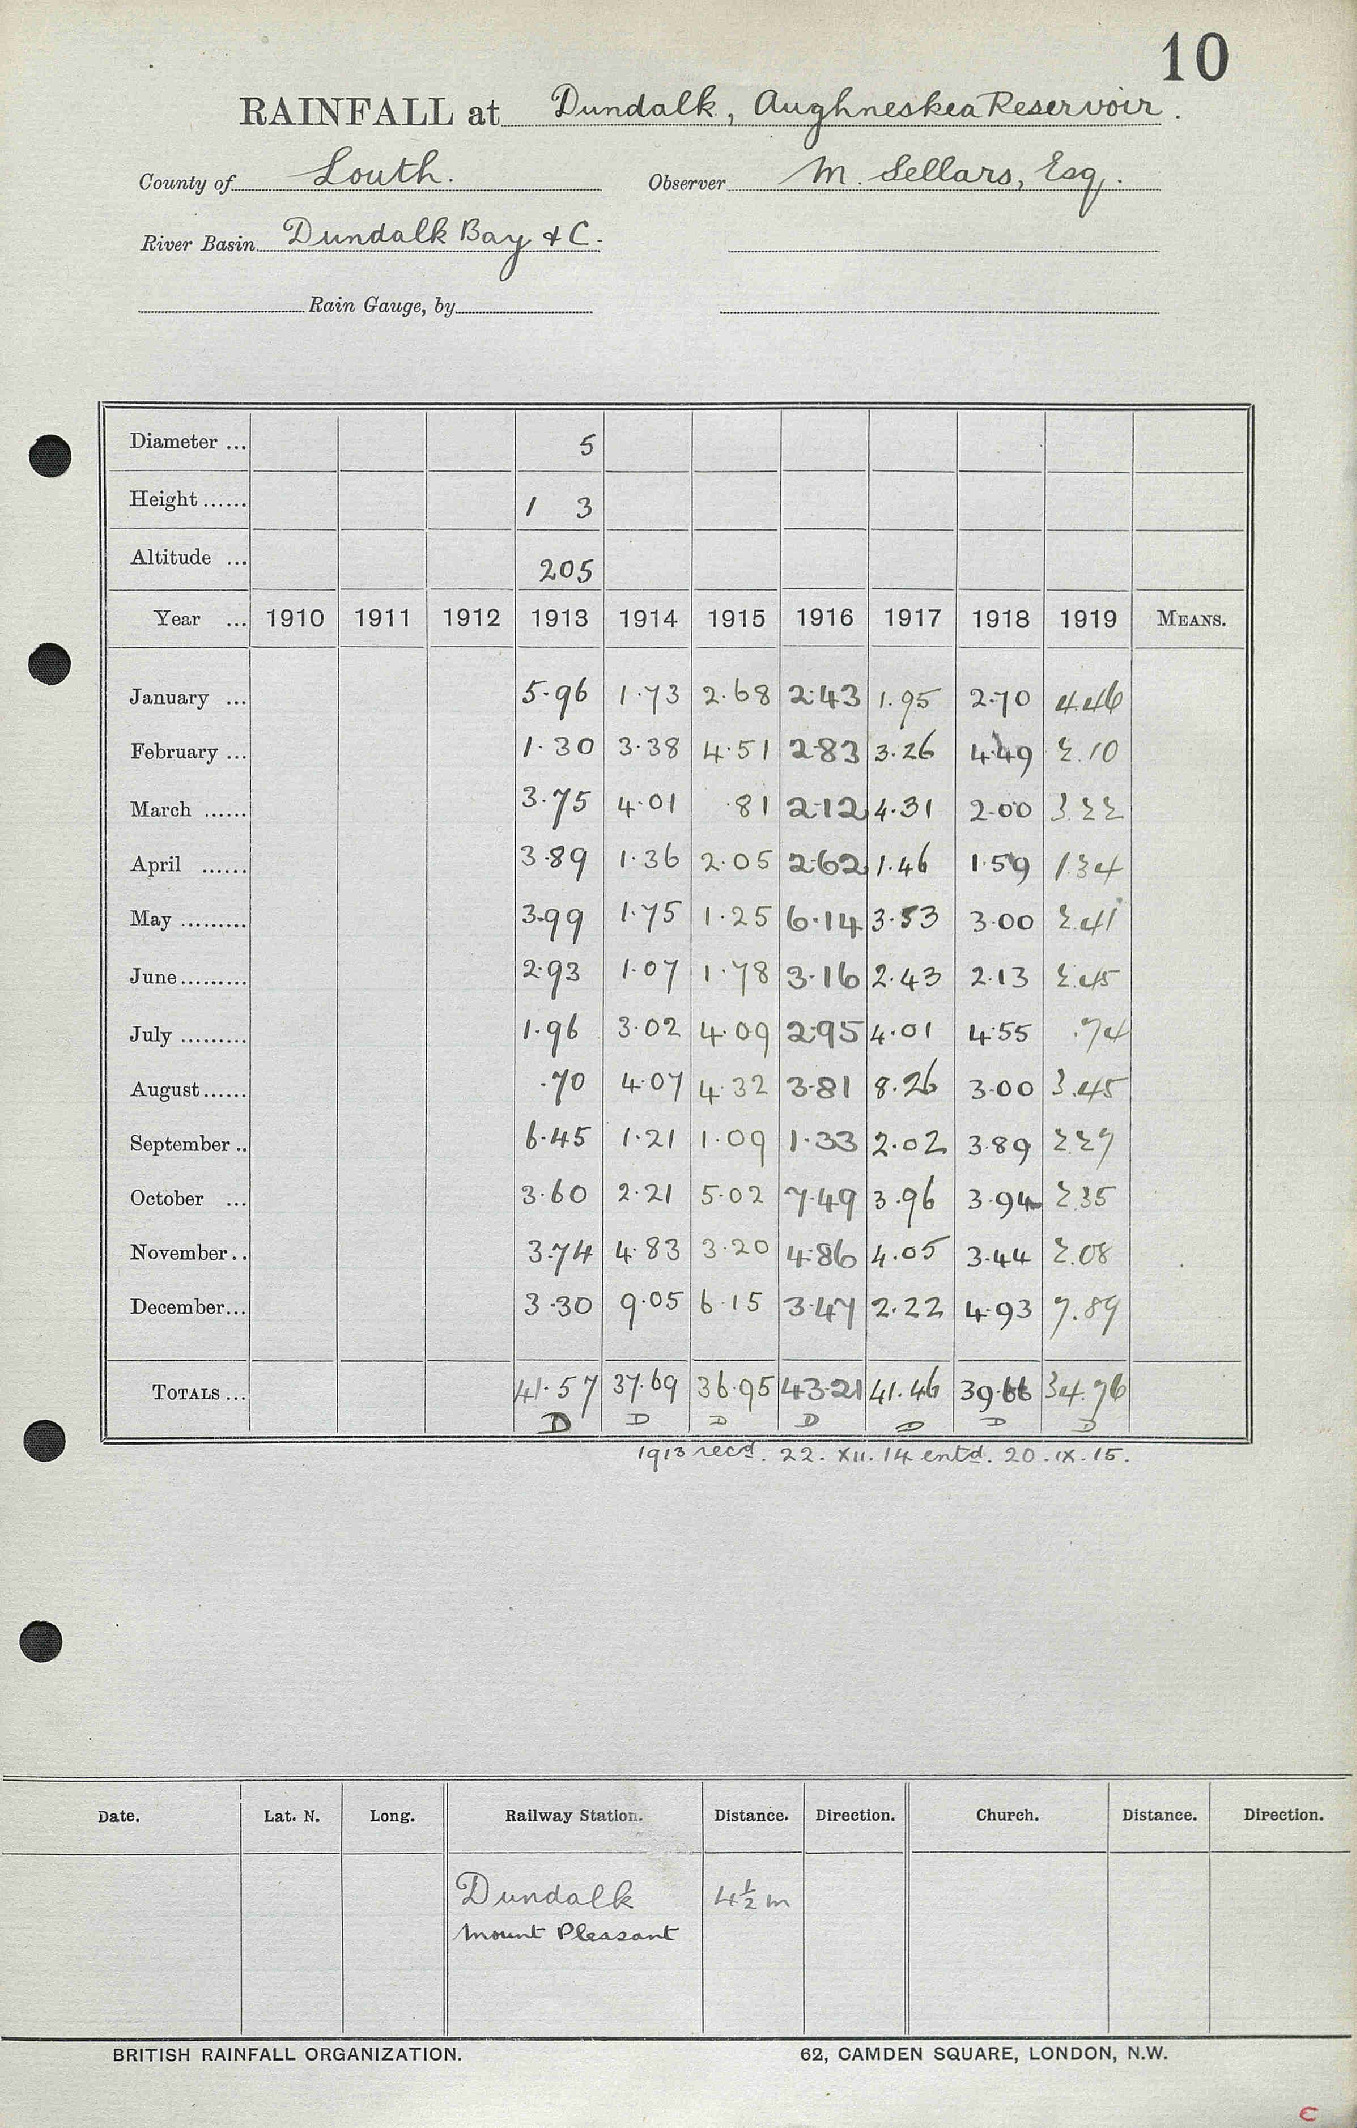 10
RAINFALL at Dundalk, Aughneskea Reservoir.
County of Louth. Observer M. Sellars, Esq.
River Basin Dundalk Bay & C.
Rain Gauge, by
Diameter ... 5
Height ...... 1 3
Altitude ... 205
Year ... 1910 1911 1912 1913 1914 1915 1916 1917 1918 1919 MEANS.
January ... 5.96 1.73 2.68 2.43 1.95 2.70 4.46
February ... 1.30 3.38 4.51 2.83 3.26 4.49 2.10
March ...... 3.75 4.01 .81 2.12 4.31 2.00 3.22
April ...... 3.89 1.36 2.05 2.62 1.46 1.59 1.34
May ......... 3.99 1.75 1.25 6.14 3.53 3.00 2.41
June ......... 2.93 1.07 1.78 3.16 2.43 2.13 2.45
July ......... 1.96 3.02 4.09 2.95 4.01 4.55 .74
August ...... .70 4.07 4.32 3.81 8.26 3.00 3.45
September .. 6.45 1.21 1.09 1.33 2.02 3.89 2.27
October ... 3.60 2.21 5.02 7.49 3.96 3.94 2.35
November .. 3.74 4.83 3.20 4.86 4.05 3.44 2.08
December ... 3.30 9.05 6.15 3.47 2.22 4.93 7.89
TOTALS ... 41.57 37.69 36.95 43.21 41.46 39.66 34.76
D D D D D D D
1913 recd. 22. XII. 14 entd. 20. IX. 15.
Date. Lat. N. Long. Railway Station. Distance. Direction. Church. Distance. Direction.
Dundalk 4½ m
Mount Pleasant
BRITISH RAINFALL ORGANIZATION. 62, CAMDEN SQUARE, LONDON, N.W.
C